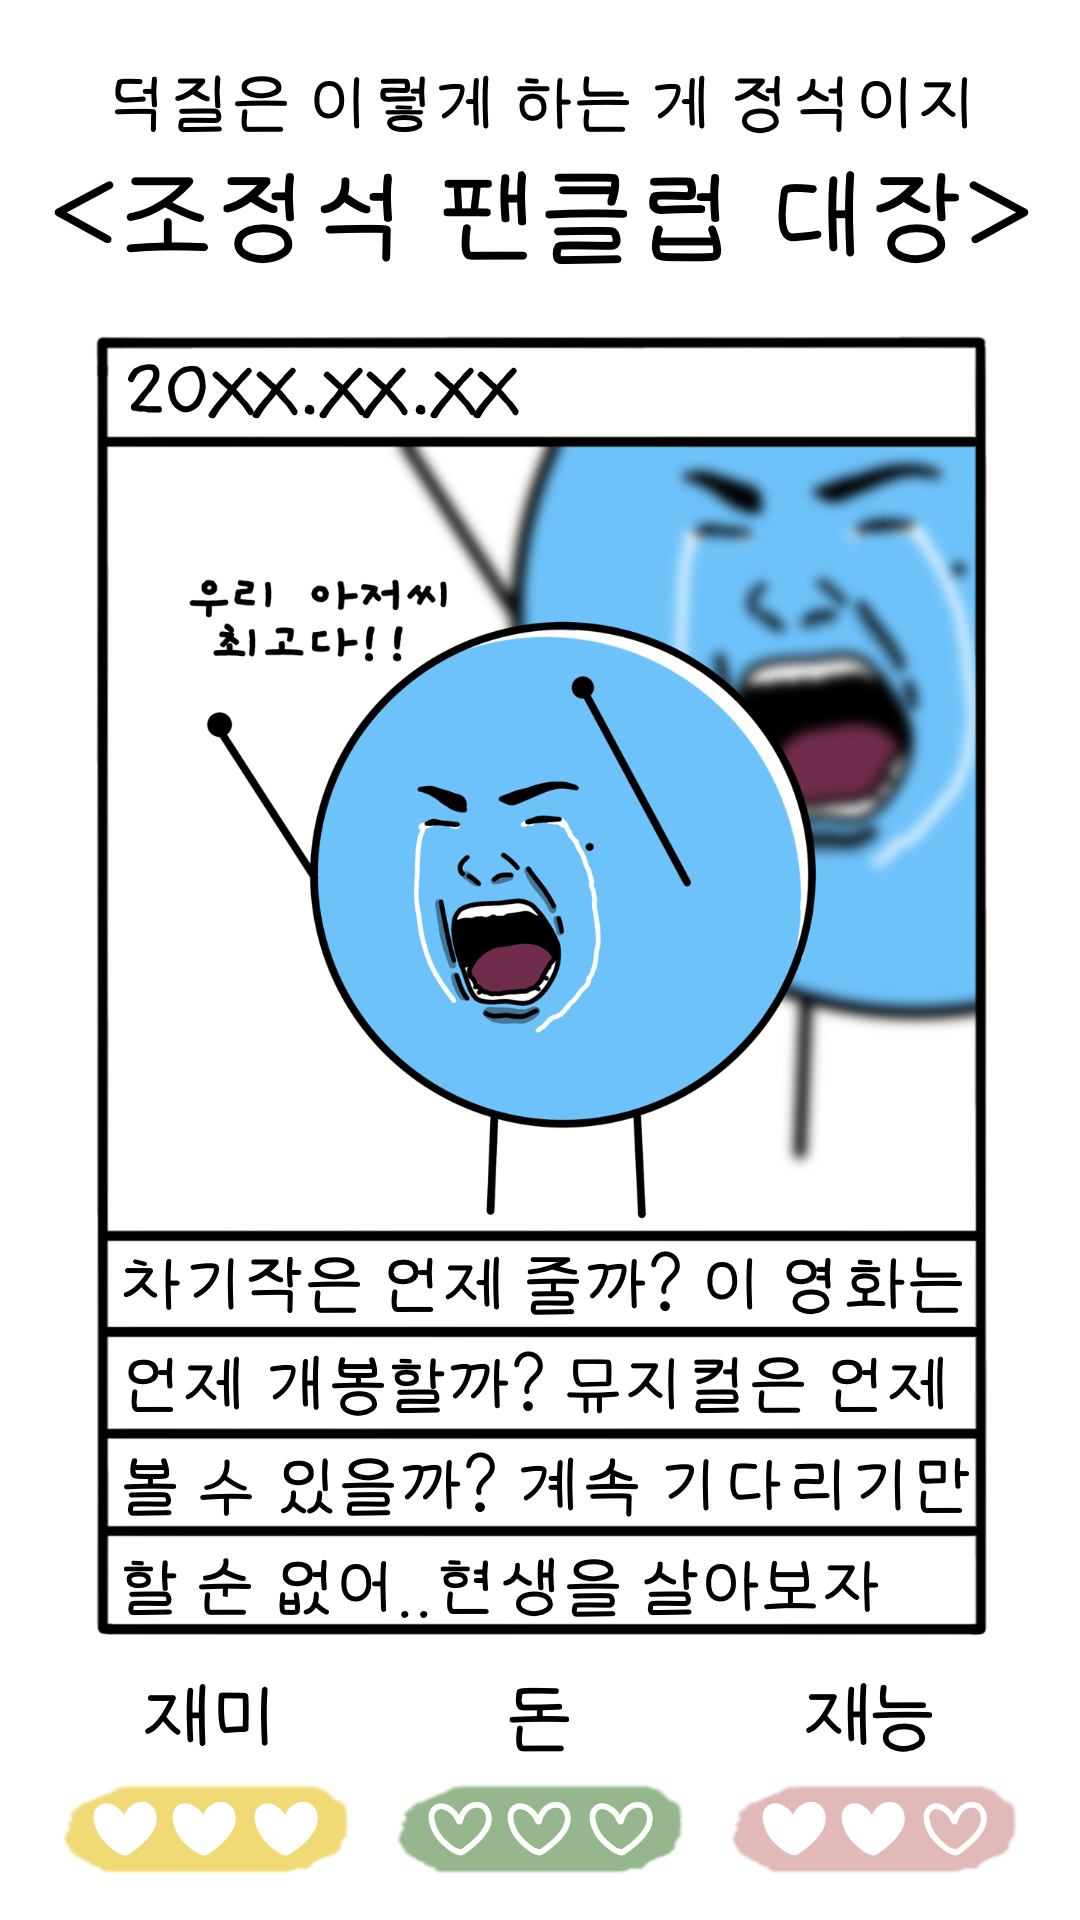 덕질은 이렇게 하는 게 정석이지
<조정석 팬클럽 대장>
20XX.XX.XX
우리 아저씨
최고다!!
차기작은 언제 줄까? 이 영화는
언제 개봉할까? 뮤지컬은 언제
볼 수 있을까? 계속 기다리기만
할 순 없어..현생을 살아보자
재미 돈 재능